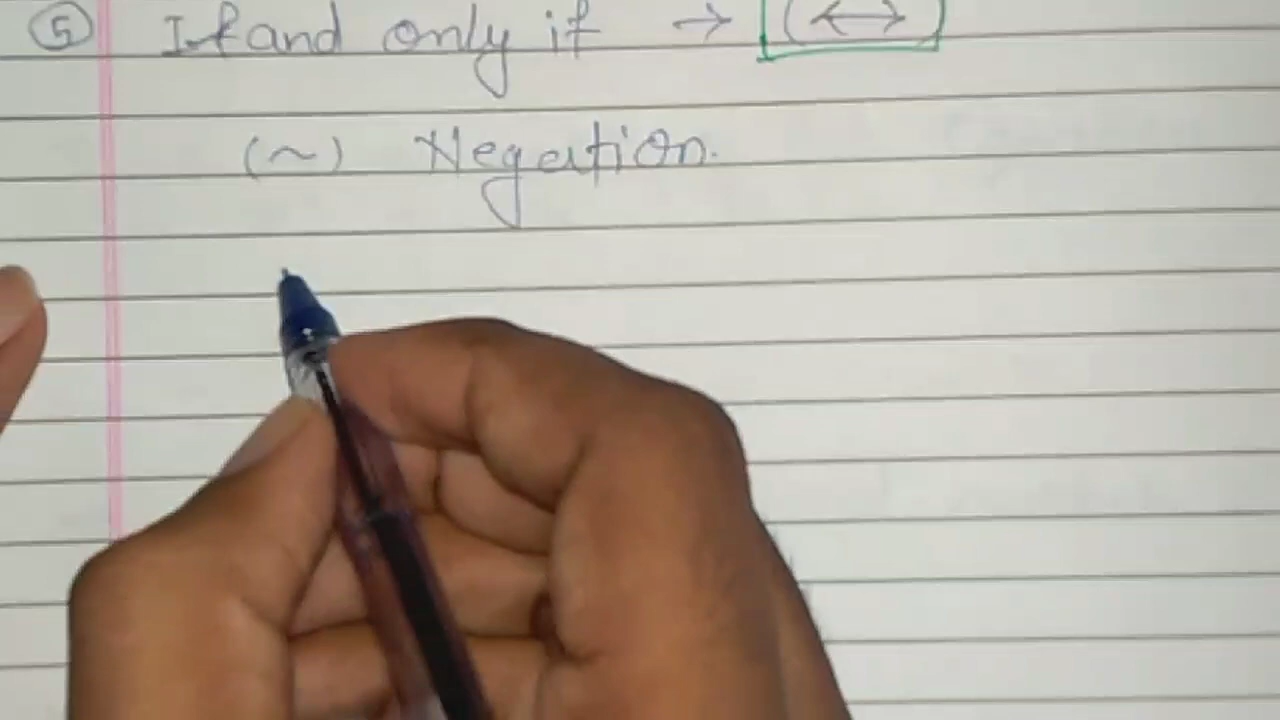 ⑤ If and only if → (↔)
(~) Negation.